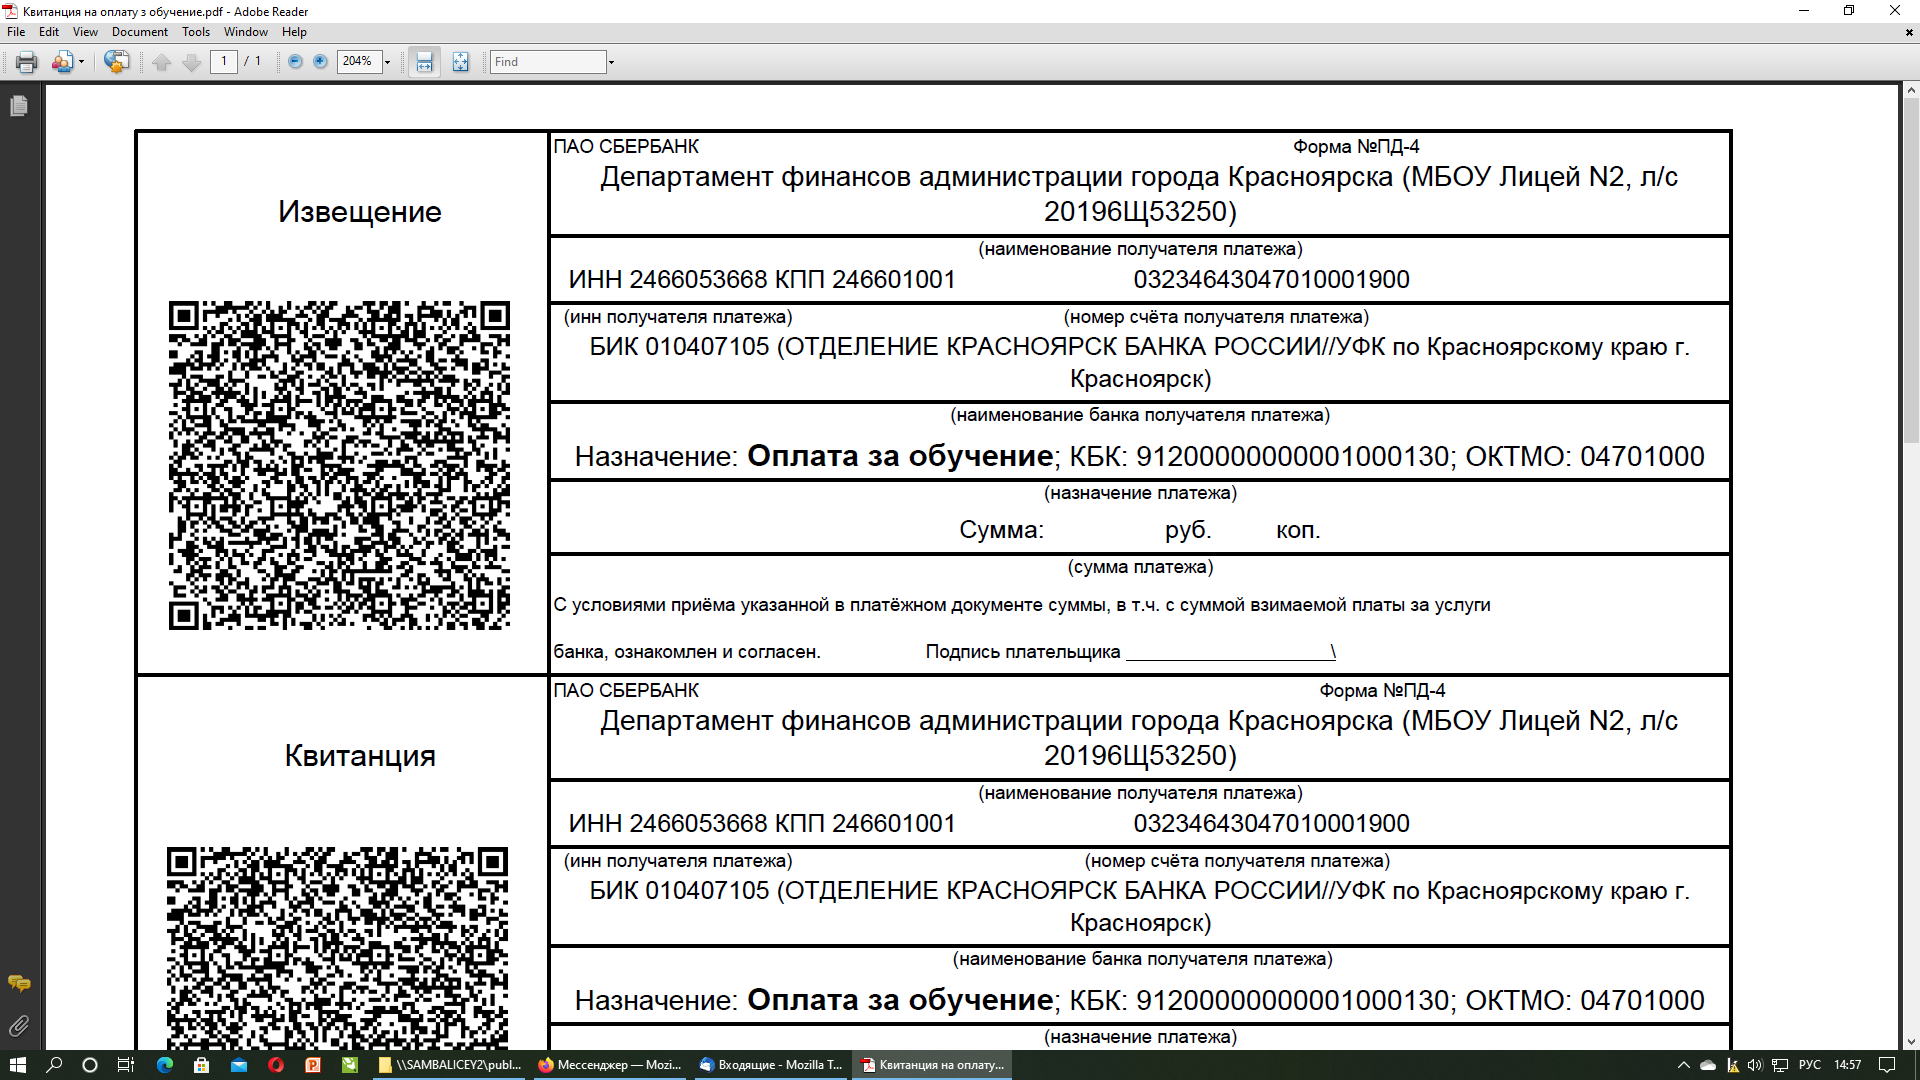 Квитанция на оплату з обучение.pdf - Adobe Reader
File Edit View Document Tools Window Help
1 / 1 204% Find
ПАО СБЕРБАНК Форма №ПД-4
Департамент финансов администрации города Красноярска (МБОУ Лицей N2, л/с
20196Щ53250)
Извещение
(наименование получателя платежа)
ИНН 2466053668 КПП 246601001 03234643047010001900
(инн получателя платежа) (номер счёта получателя платежа)
БИК 010407105 (ОТДЕЛЕНИЕ КРАСНОЯРСК БАНКА РОССИИ//УФК по Красноярскому краю г.
Красноярск)
(наименование банка получателя платежа)
Назначение: Оплата за обучение; КБК: 91200000000001000130; ОКТМО: 04701000
(назначение платежа)
Сумма: руб. коп.
(сумма платежа)
С условиями приёма указанной в платёжном документе суммы, в т.ч. с суммой взимаемой платы за услуги
банка, ознакомлен и согласен. Подпись плательщика ____________________\
ПАО СБЕРБАНК Форма №ПД-4
Департамент финансов администрации города Красноярска (МБОУ Лицей N2, л/с
20196Щ53250)
Квитанция
(наименование получателя платежа)
ИНН 2466053668 КПП 246601001 03234643047010001900
(инн получателя платежа) (номер счёта получателя платежа)
БИК 010407105 (ОТДЕЛЕНИЕ КРАСНОЯРСК БАНКА РОССИИ//УФК по Красноярскому краю г.
Красноярск)
(наименование банка получателя платежа)
Назначение: Оплата за обучение; КБК: 91200000000001000130; ОКТМО: 04701000
(назначение платежа)
\\SAMBALICEY2\publ... Мессенджер — Mozi... Входящие - Mozilla T... Квитанция на оплату... РУС 14:57